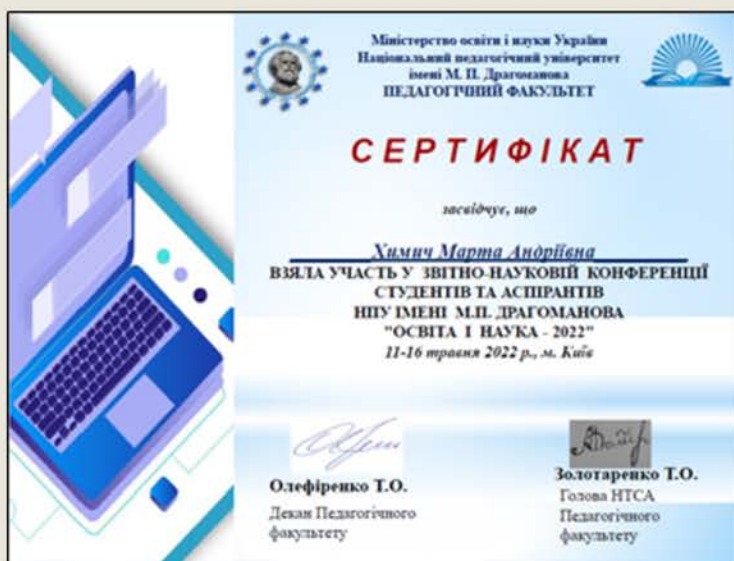 Міністерство освіти і науки України
Національний педагогічний університет
імені М. П. Драгоманова
ПЕДАГОГІЧНИЙ ФАКУЛЬТЕТ
СЕРТИФІКАТ
засвідчує, що
Химич Марта Андріївна
ВЗЯЛА УЧАСТЬ У ЗВІТНО-НАУКОВІЙ КОНФЕРЕНЦІЇ
СТУДЕНТІВ ТА АСПІРАНТІВ
НПУ ІМЕНІ М.П. ДРАГОМАНОВА
"ОСВІТА І НАУКА - 2022"
11-16 травня 2022 р., м. Київ
Олефіренко Т.О.
Декан Педагогічного
факультету
Золотаренко Т.О.
Голова НТСА
Педагогічного
факультету